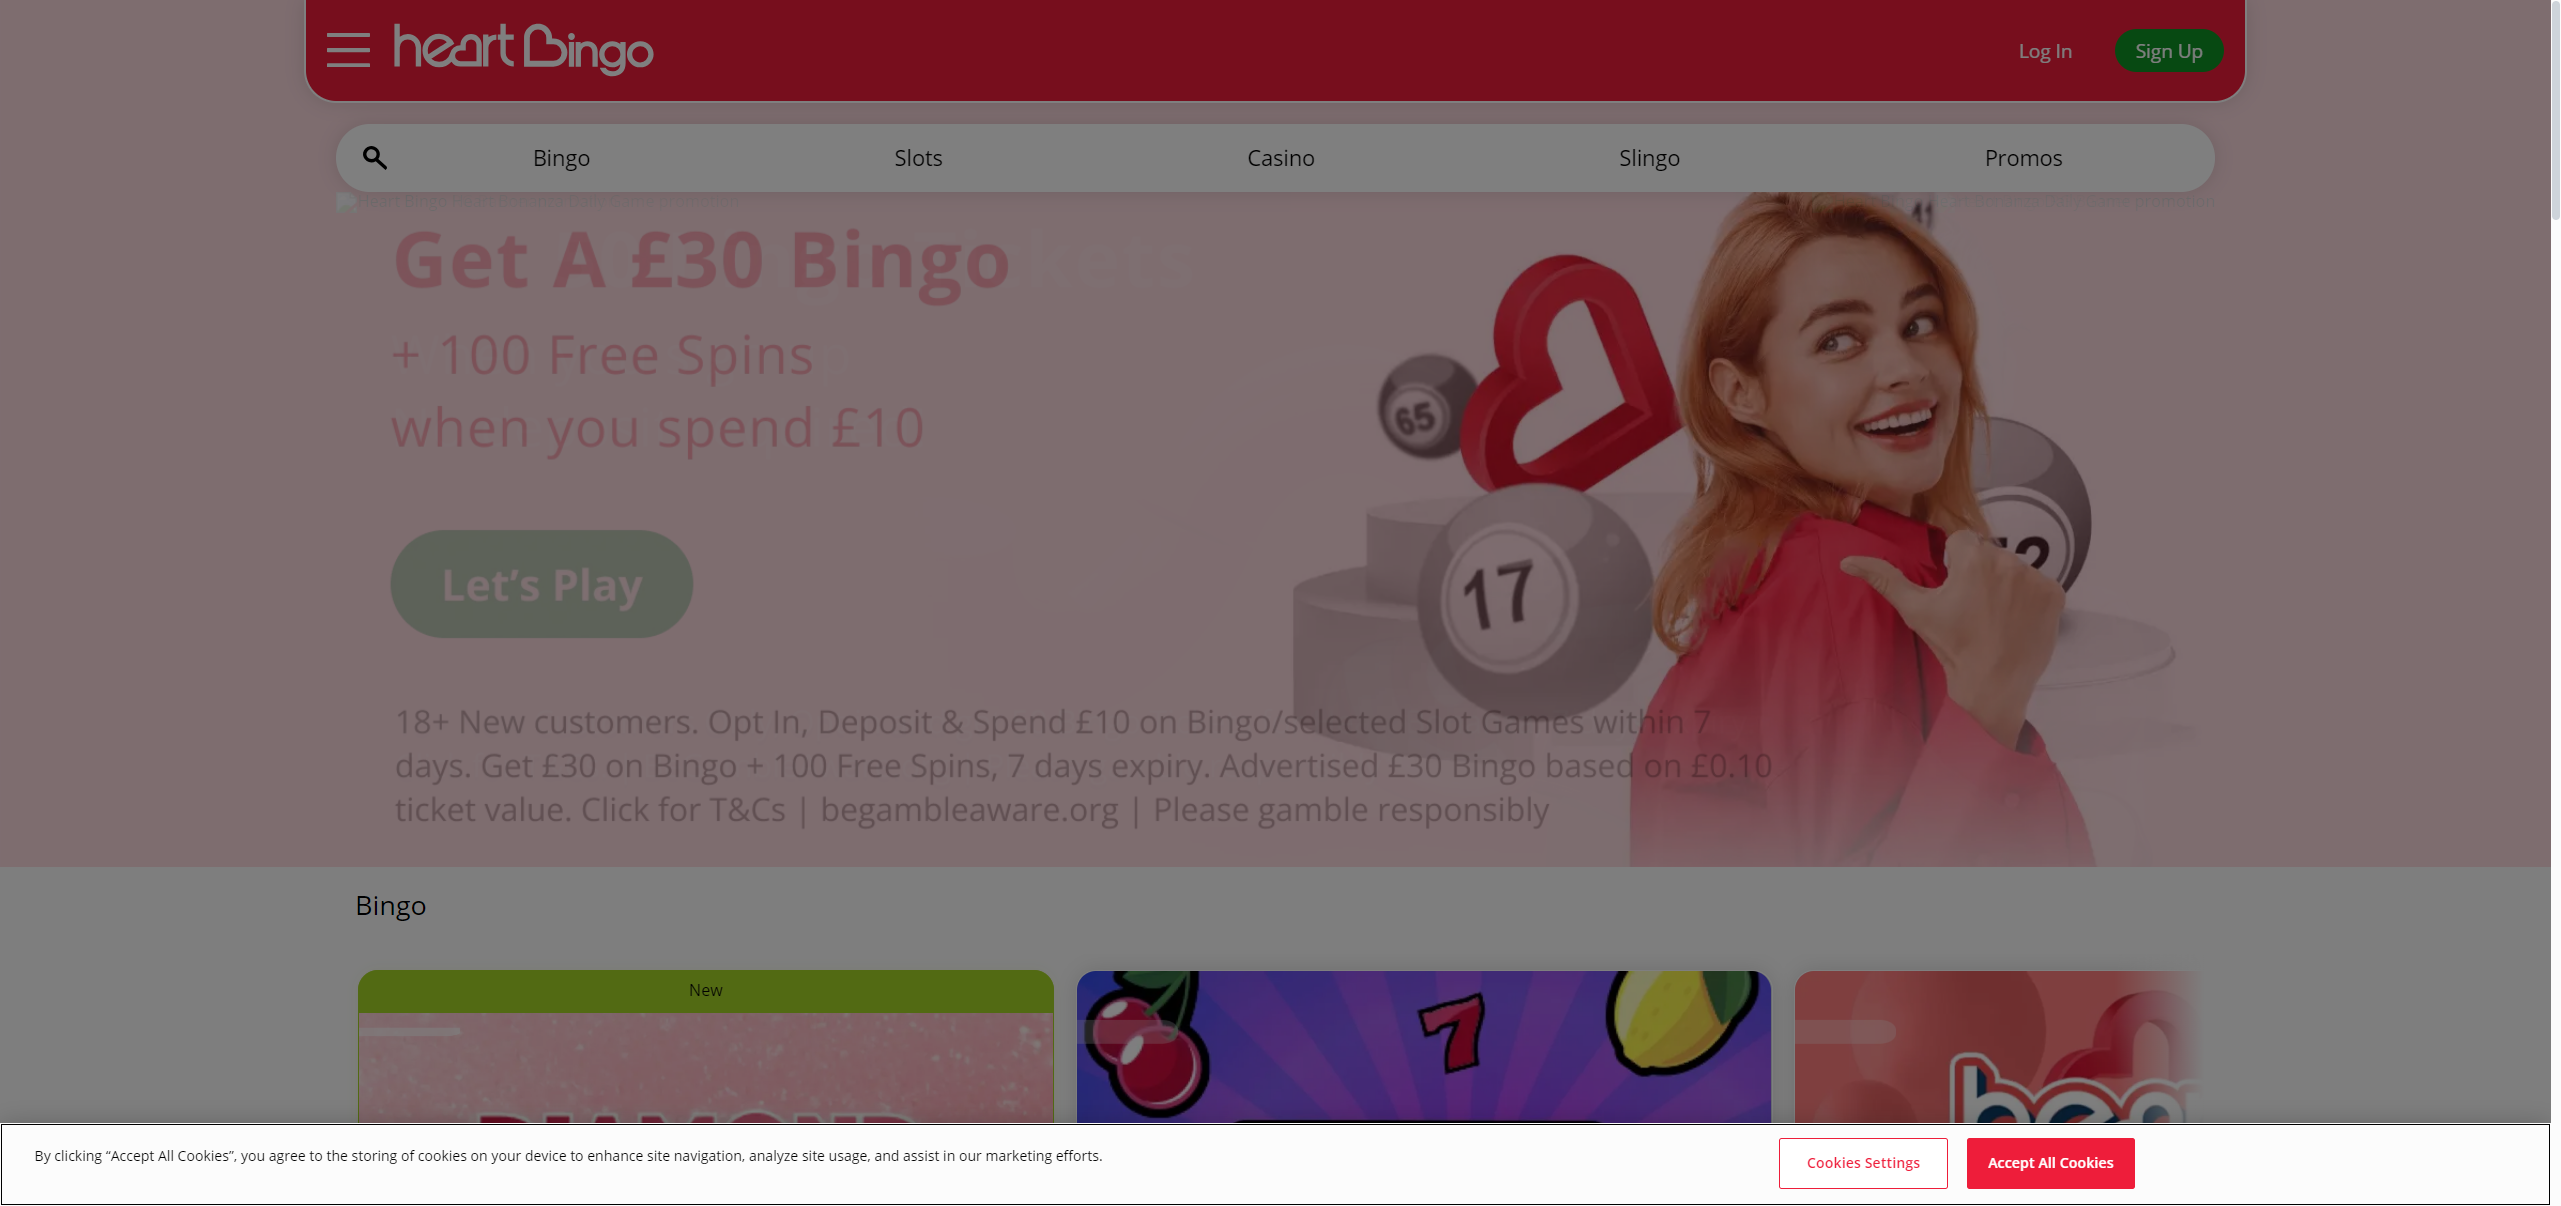 heart Bingo
Log In
Sign Up
Bingo
Slots
Casino
Slingo
Promos
41
Get A £30 Bingo
+ 100 Free Spins
when you spend £10
65
17
52
Let's Play
18+ New customers. Opt In, Deposit & Spend £10 on Bingo/selected Slot Games within 7
days. Get £30 on Bingo + 100 Free Spins, 7 days expiry. Advertised £30 Bingo based on £0.10
ticket value. Click for T&Cs | begambleaware.org | Please gamble responsibly
Bingo
New
7
By clicking “Accept All Cookies”, you agree to the storing of cookies on your device to enhance site navigation, analyze site usage, and assist in our marketing efforts.
Cookies Settings
Accept All Cookies